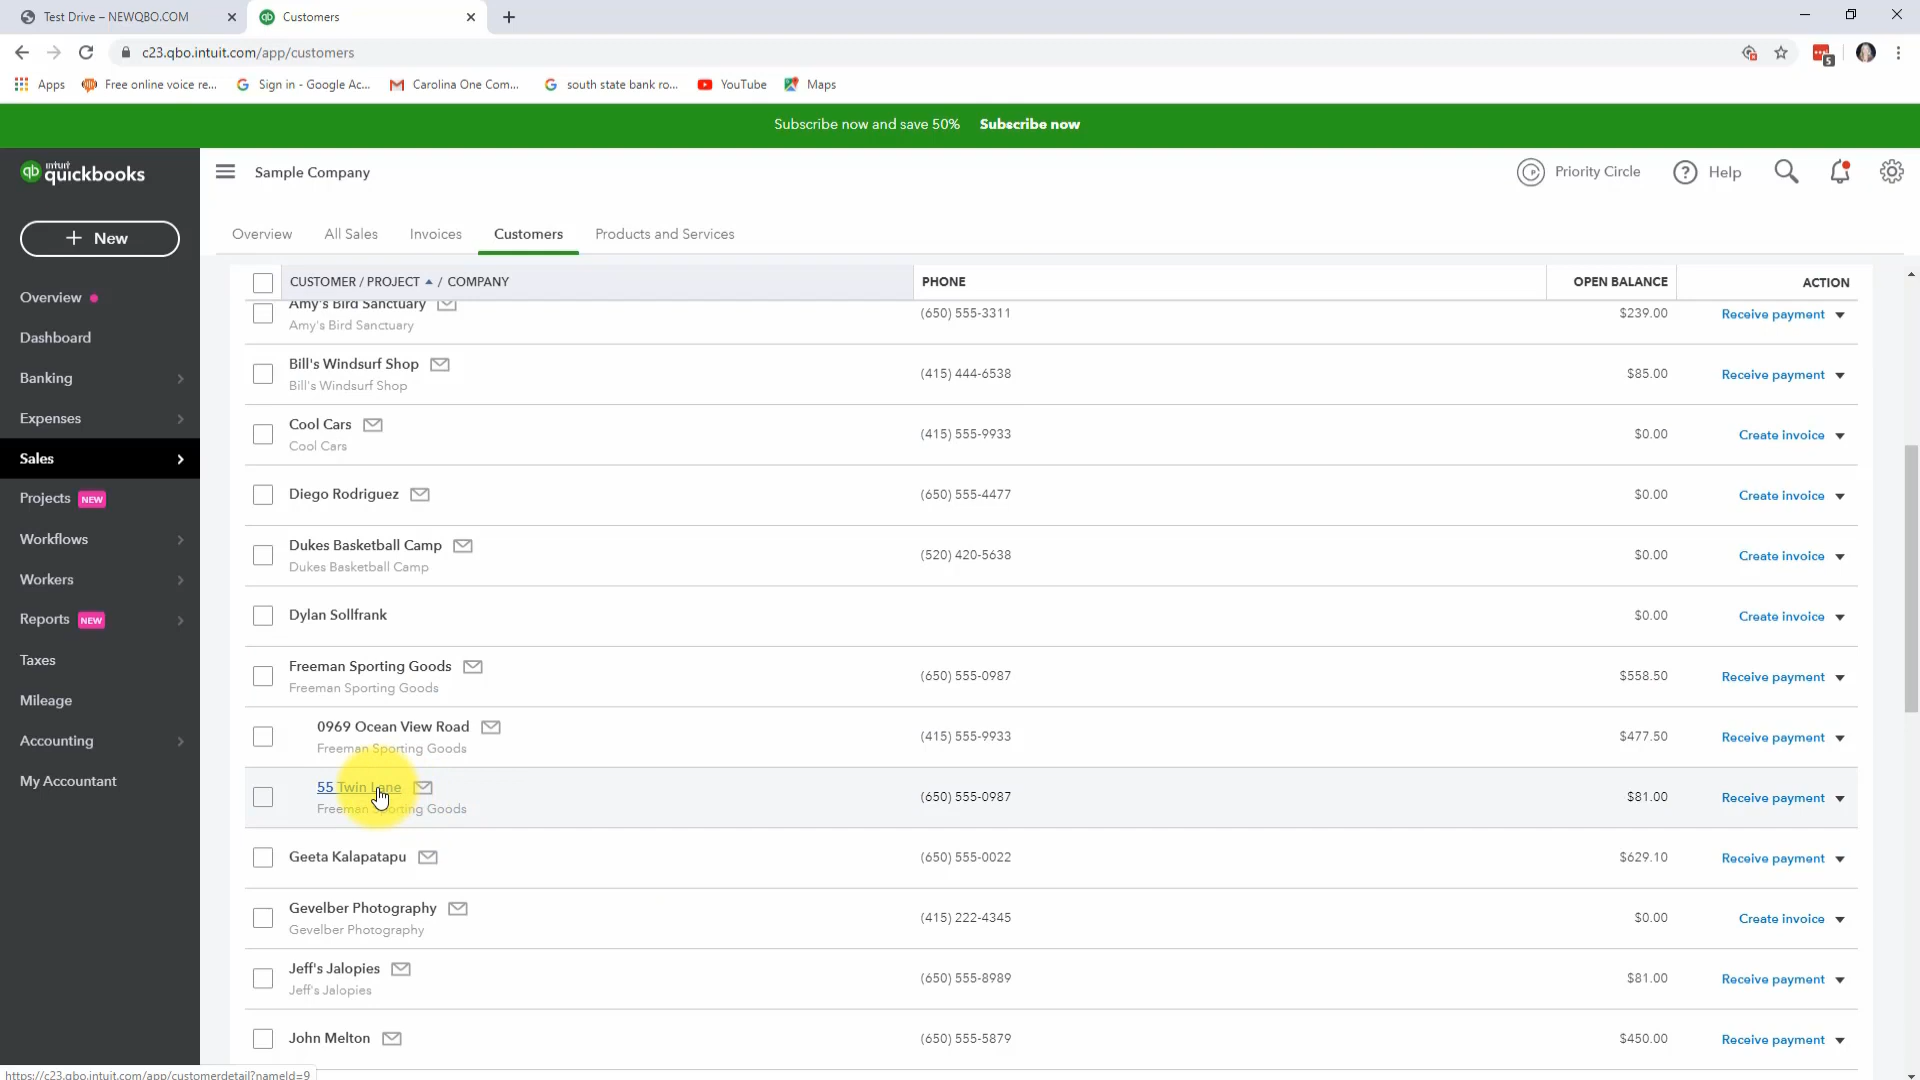 Test Drive – NEWQBO.COM
Customers
c23.qbo.intuit.com/app/customers
5
Apps
Free online voice re...
Sign in - Google Ac...
Carolina One Com...
south state bank ro...
YouTube
Maps
Subscribe now and save 50% Subscribe now
intuit
quickbooks
Sample Company
Priority Circle
Help
+ New
Overview All Sales Invoices Customers Products and Services
Overview
Dashboard
Banking
Expenses
Sales
Projects NEW
Workflows
Workers
Reports NEW
Taxes
Mileage
Accounting
My Accountant
CUSTOMER / PROJECT / COMPANY PHONE OPEN BALANCE ACTION
Amy's Bird Sanctuary
Amy's Bird Sanctuary
(650) 555-3311 $239.00 Receive payment
Bill's Windsurf Shop
Bill's Windsurf Shop
(415) 444-6538 $85.00 Receive payment
Cool Cars
Cool Cars
(415) 555-9933 $0.00 Create invoice
Diego Rodriguez (650) 555-4477 $0.00 Create invoice
Dukes Basketball Camp
Dukes Basketball Camp
(520) 420-5638 $0.00 Create invoice
Dylan Sollfrank $0.00 Create invoice
Freeman Sporting Goods
Freeman Sporting Goods
(650) 555-0987 $558.50 Receive payment
0969 Ocean View Road
Freeman Sporting Goods
(415) 555-9933 $477.50 Receive payment
55 Twin Lane
Freeman Sporting Goods
(650) 555-0987 $81.00 Receive payment
Geeta Kalapatapu (650) 555-0022 $629.10 Receive payment
Gevelber Photography
Gevelber Photography
(415) 222-4345 $0.00 Create invoice
Jeff's Jalopies
Jeff's Jalopies
(650) 555-8989 $81.00 Receive payment
John Melton (650) 555-5879 $450.00 Receive payment
https://c23.qbo.intuit.com/app/customerdetail?nameId=9